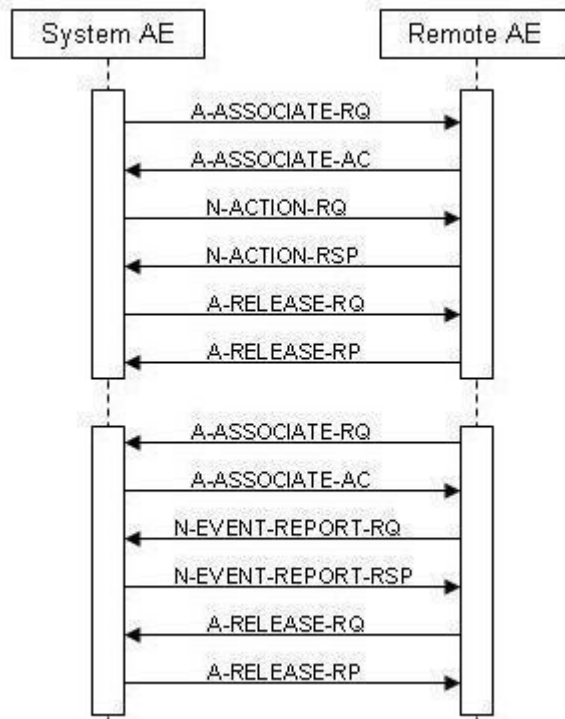 System AE
Remote AE
A-ASSOCIATE-RQ
A-ASSOCIATE-AC
N-ACTION-RQ
N-ACTION-RSP
A-RELEASE-RQ
A-RELEASE-RP
A-ASSOCIATE-RQ
A-ASSOCIATE-AC
N-EVENT-REPORT-RQ
N-EVENT-REPORT-RSP
A-RELEASE-RQ
A-RELEASE-RP